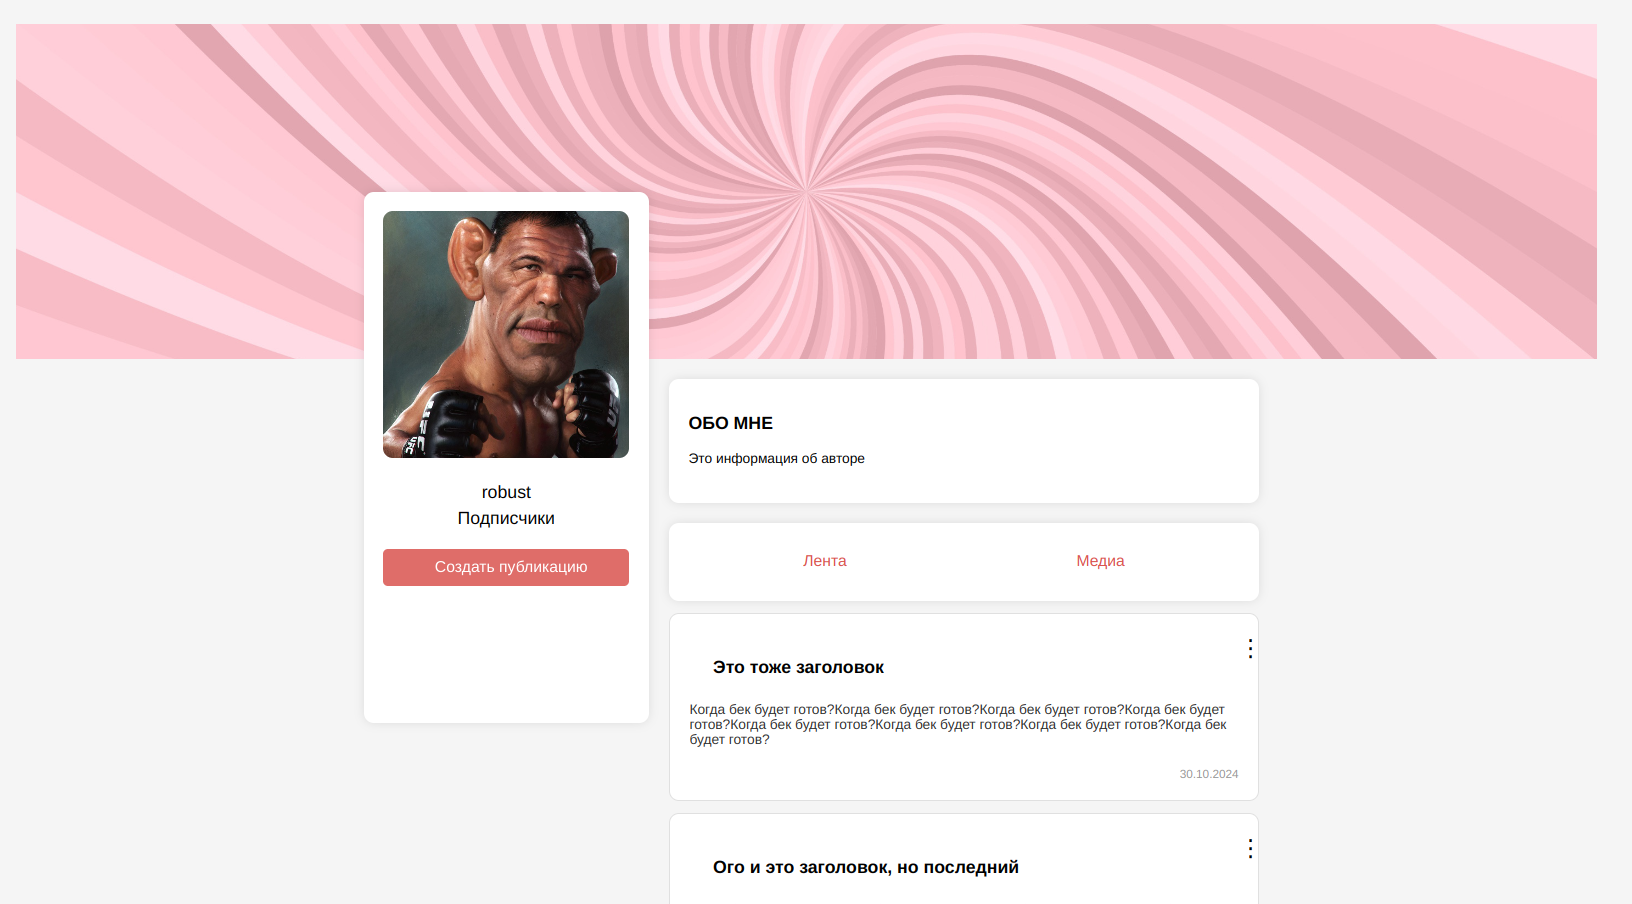 robust
Подписчики
Создать публикацию
ОБО МНЕ
Это информация об авторе
Лента Медиа
Это тоже заголовок
Когда бек будет готов?Когда бек будет готов?Когда бек будет готов?Когда бек будет
готов?Когда бек будет готов?Когда бек будет готов?Когда бек будет готов?Когда бек
будет готов?
30.10.2024
Ого и это заголовок, но последний